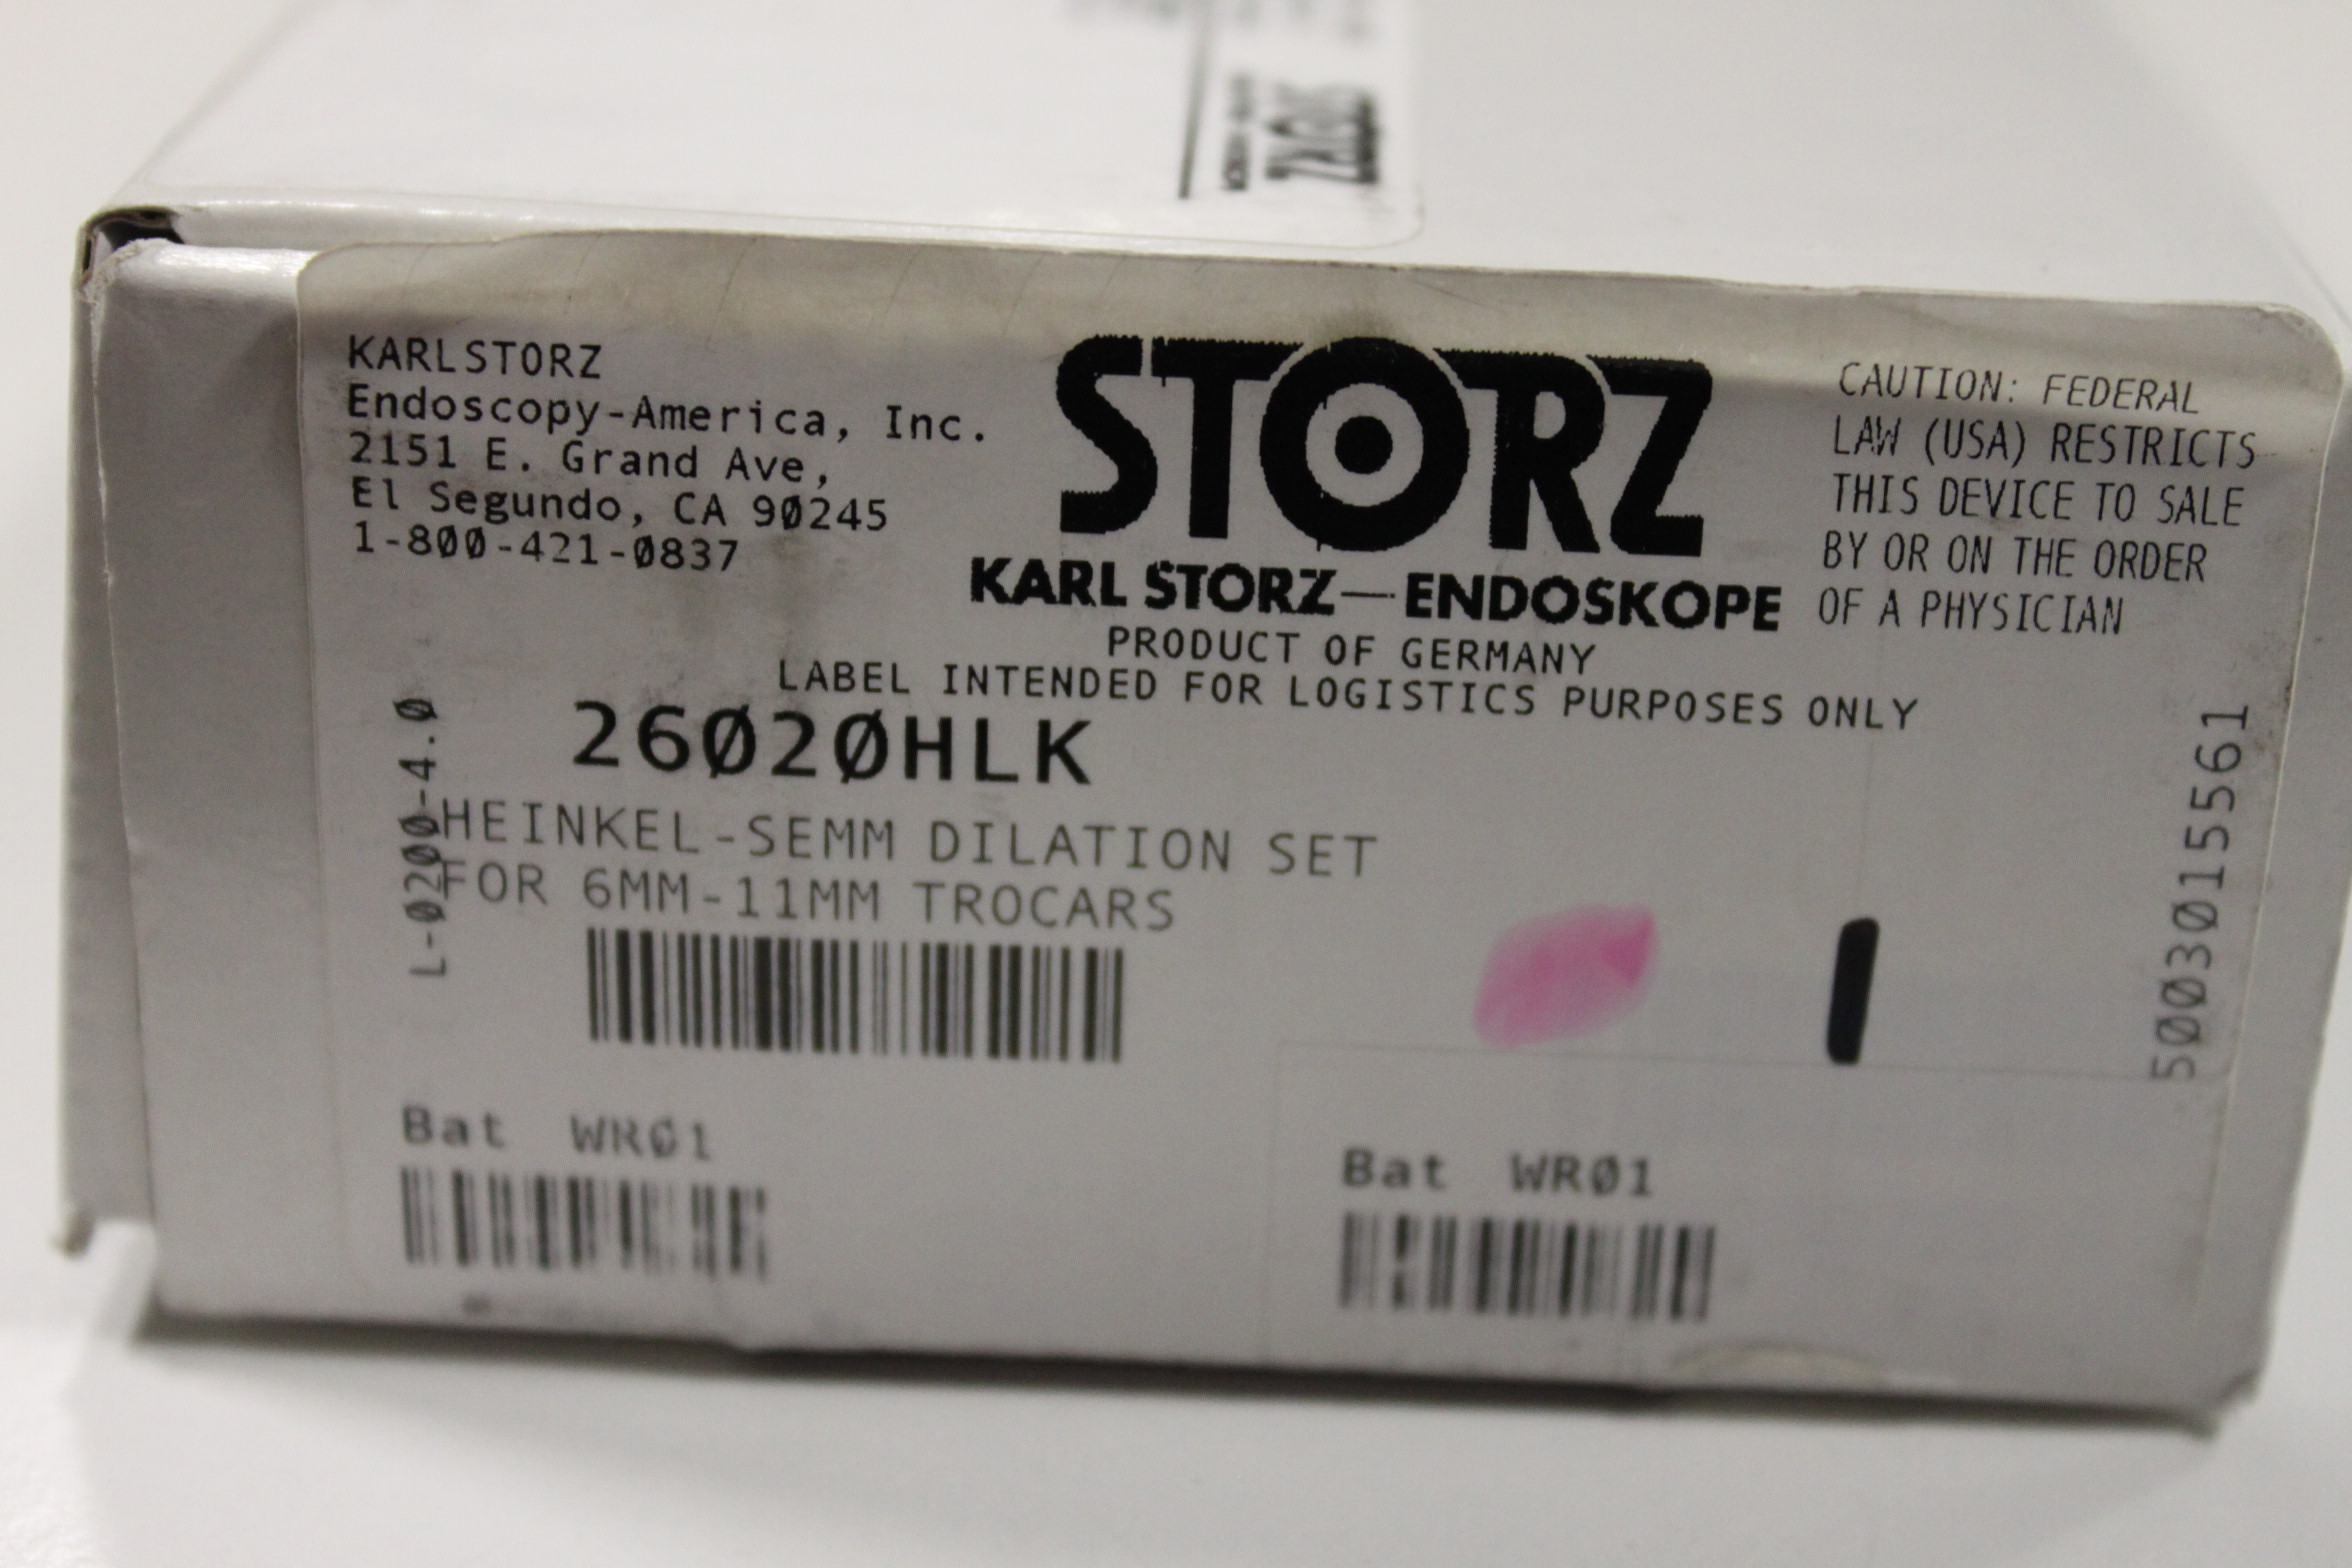 STORZ
KARLSTORZ
Endoscopy-America, Inc.
2151 E. Grand Ave,
El Segundo, CA 90245
1-800-421-0837
STORZ
KARL STORZ—ENDOSKOPE
PRODUCT OF GERMANY
LABEL INTENDED FOR LOGISTICS PURPOSES ONLY
CAUTION: FEDERAL
LAW (USA) RESTRICTS
THIS DEVICE TO SALE
BY OR ON THE ORDER
OF A PHYSICIAN
26020HLK
HEINKEL-SEMM DILATION SET
FOR 6MM-11MM TROCARS
L-0200-4.0
5003015561
Bat WR01
Bat WR01